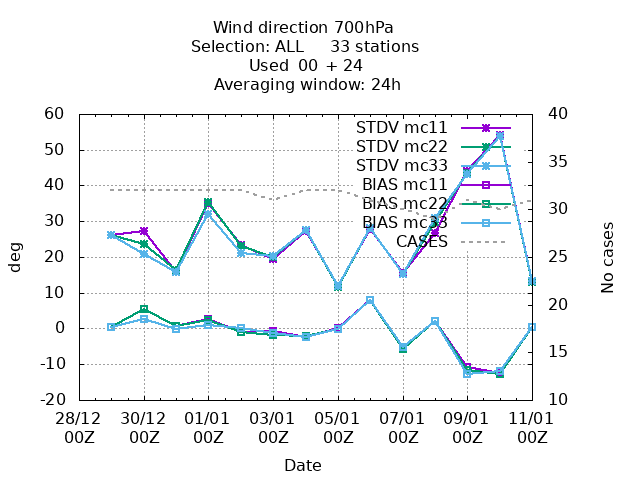 Wind direction 700hPa
Selection: ALL 33 stations
Used 00 + 24
Averaging window: 24h
60
50
40
30
20
10
0
-10
-20
deg
40
35
30
25
20
15
10
No cases
STDV mc11
STDV mc22
STDV mc33
BIAS mc11
BIAS mc22
BIAS mc33
CASES
28/12 30/12 01/01 03/01 05/01 07/01 09/01 11/01
00Z 00Z 00Z 00Z 00Z 00Z 00Z 00Z
Date